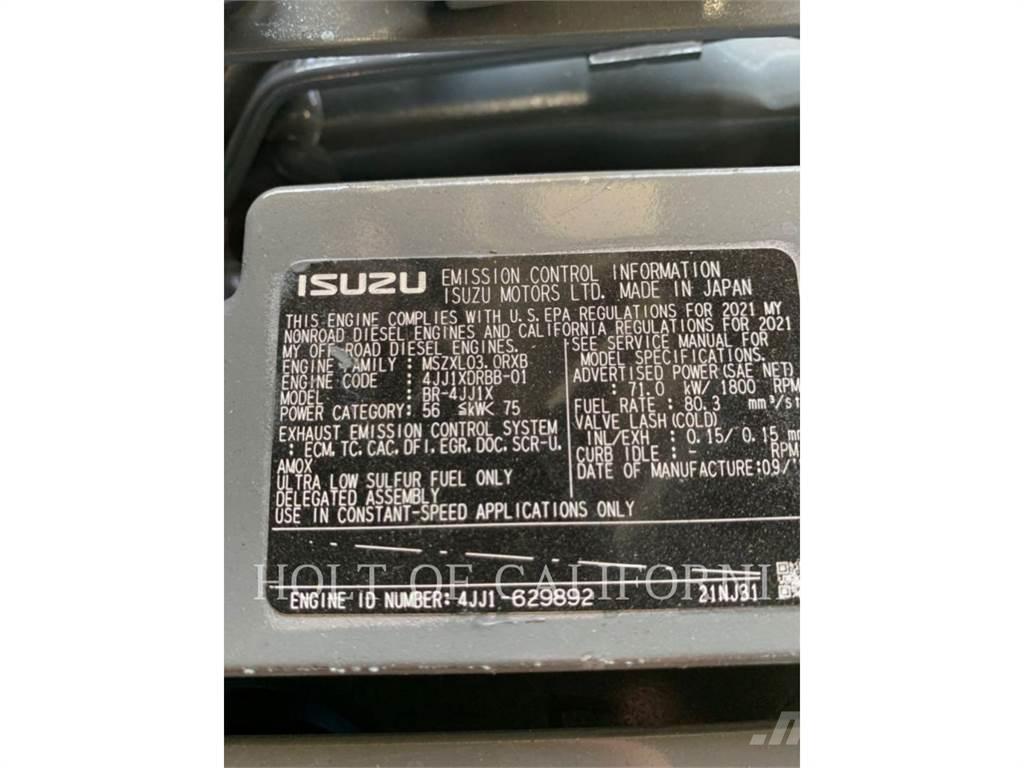 ISUZU EMISSION CONTROL INFORMATION
ISUZU MOTORS LTD. MADE IN JAPAN
THIS ENGINE COMPLIES WITH U.S.EPA REGULATIONS FOR 2021 MY
NONROAD DIESEL ENGINES AND CALIFORNIA REGULATIONS FOR 2021
MY OFF-ROAD DIESEL ENGINES.
ENGINE FAMILY : MSZXL03.0RXB
ENGINE CODE : 4JJ1XDRBB-01
MODEL : BR-4JJ1X
POWER CATEGORY: 56 ≦kW< 75
EXHAUST EMISSION CONTROL SYSTEM
: ECM, TC, CAC, DFI, EGR, DOC, SCR-U,
AMOX
ULTRA LOW SULFUR FUEL ONLY
DELEGATED ASSEMBLY
USE IN CONSTANT-SPEED APPLICATIONS ONLY
SEE SERVICE MANUAL FOR
MODEL SPECIFICATIONS.
ADVERTISED POWER(SAE NET)
: 71.0 kW/ 1800 RPM
FUEL RATE : 80.3 mm³/st
VALVE LASH(COLD)
INL/EXH : 0.15/ 0.15 m
CURB IDLE : - RPM
DATE OF MANUFACTURE:09/
HOLT OF CALIFORNI
ENGINE ID NUMBER: 4JJ1-629892 21NJ31